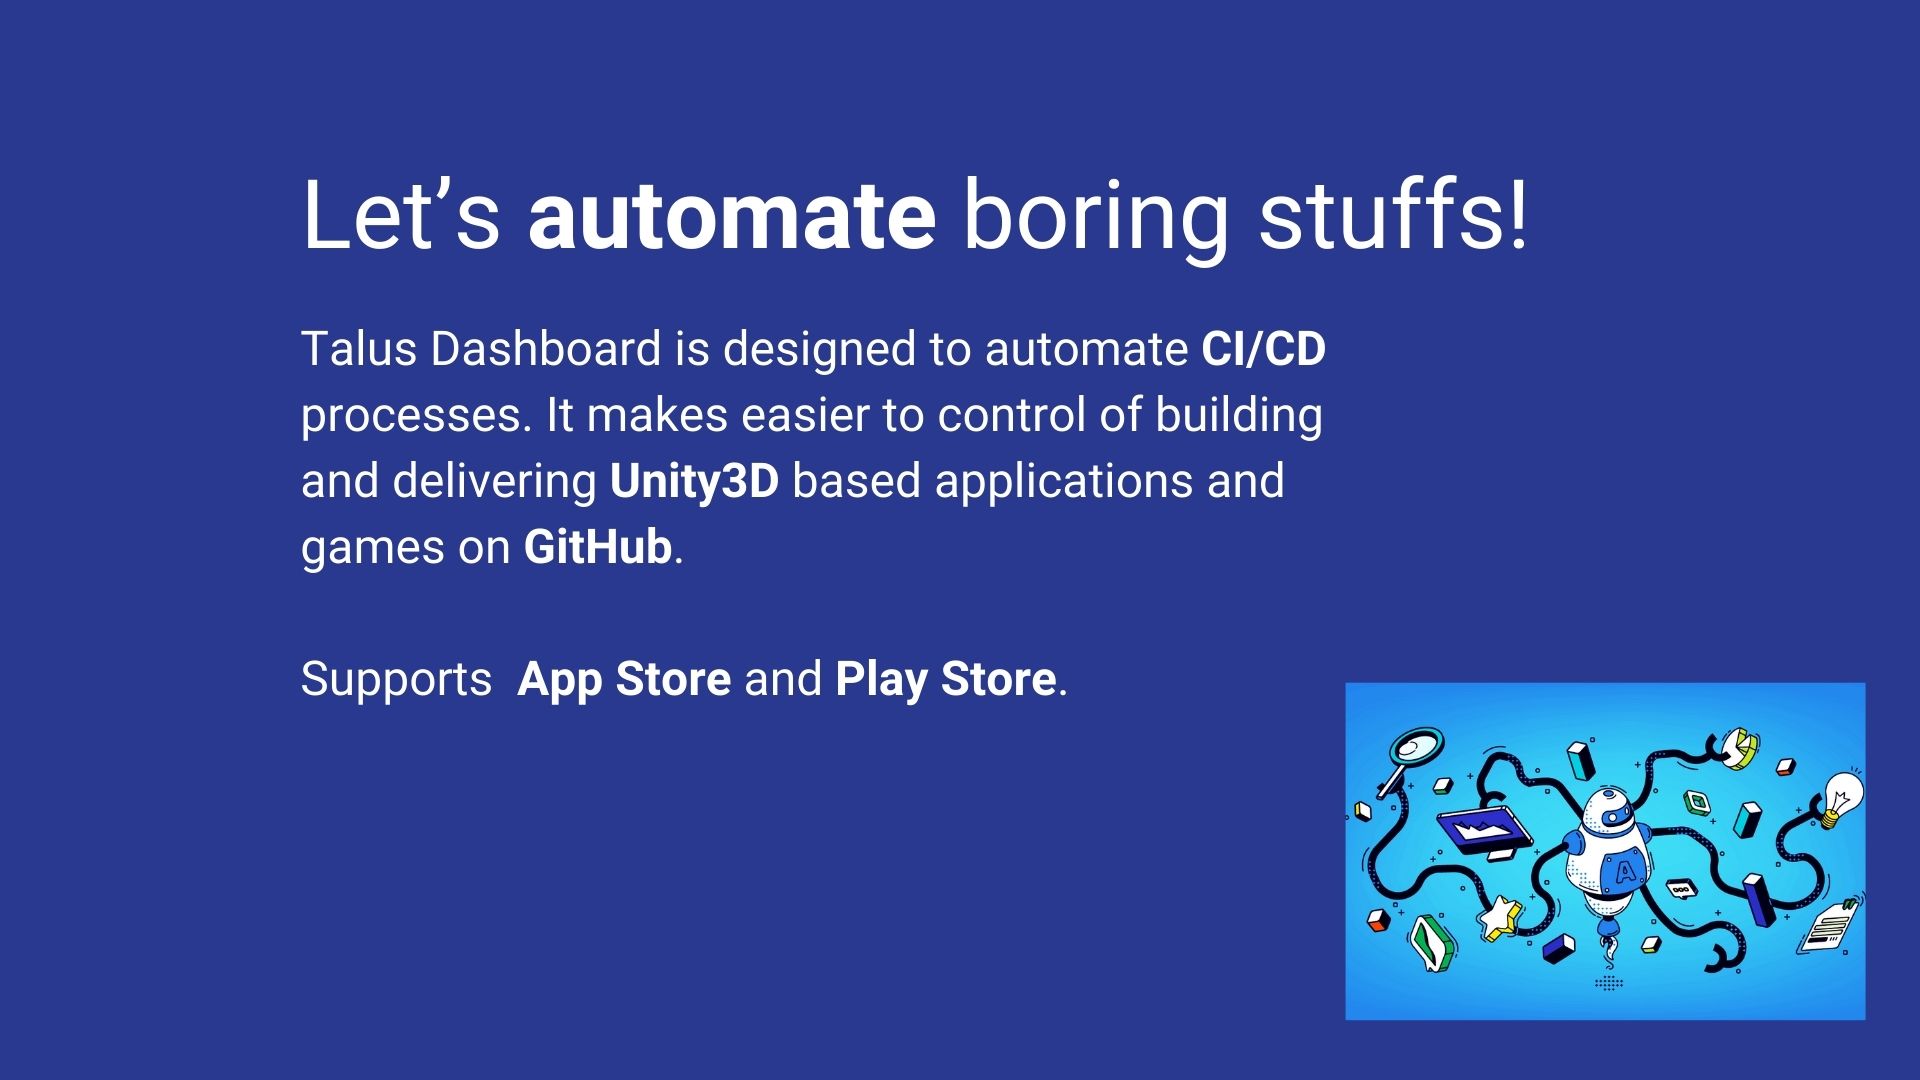 Let’s automate boring stuffs!
Talus Dashboard is designed to automate CI/CD
processes. It makes easier to control of building
and delivering Unity3D based applications and
games on GitHub.
Supports  App Store and Play Store.
A